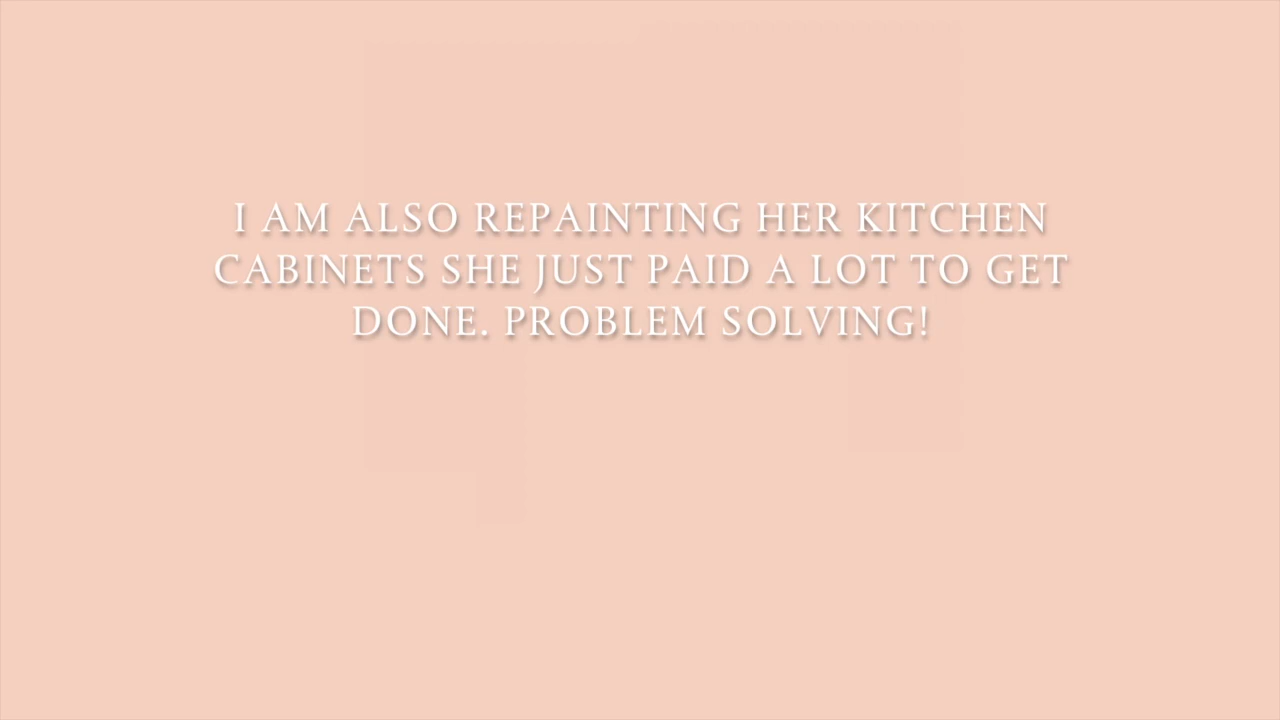 I AM ALSO REPAINTING HER KITCHEN
CABINETS SHE JUST PAID A LOT TO GET
DONE. PROBLEM SOLVING!